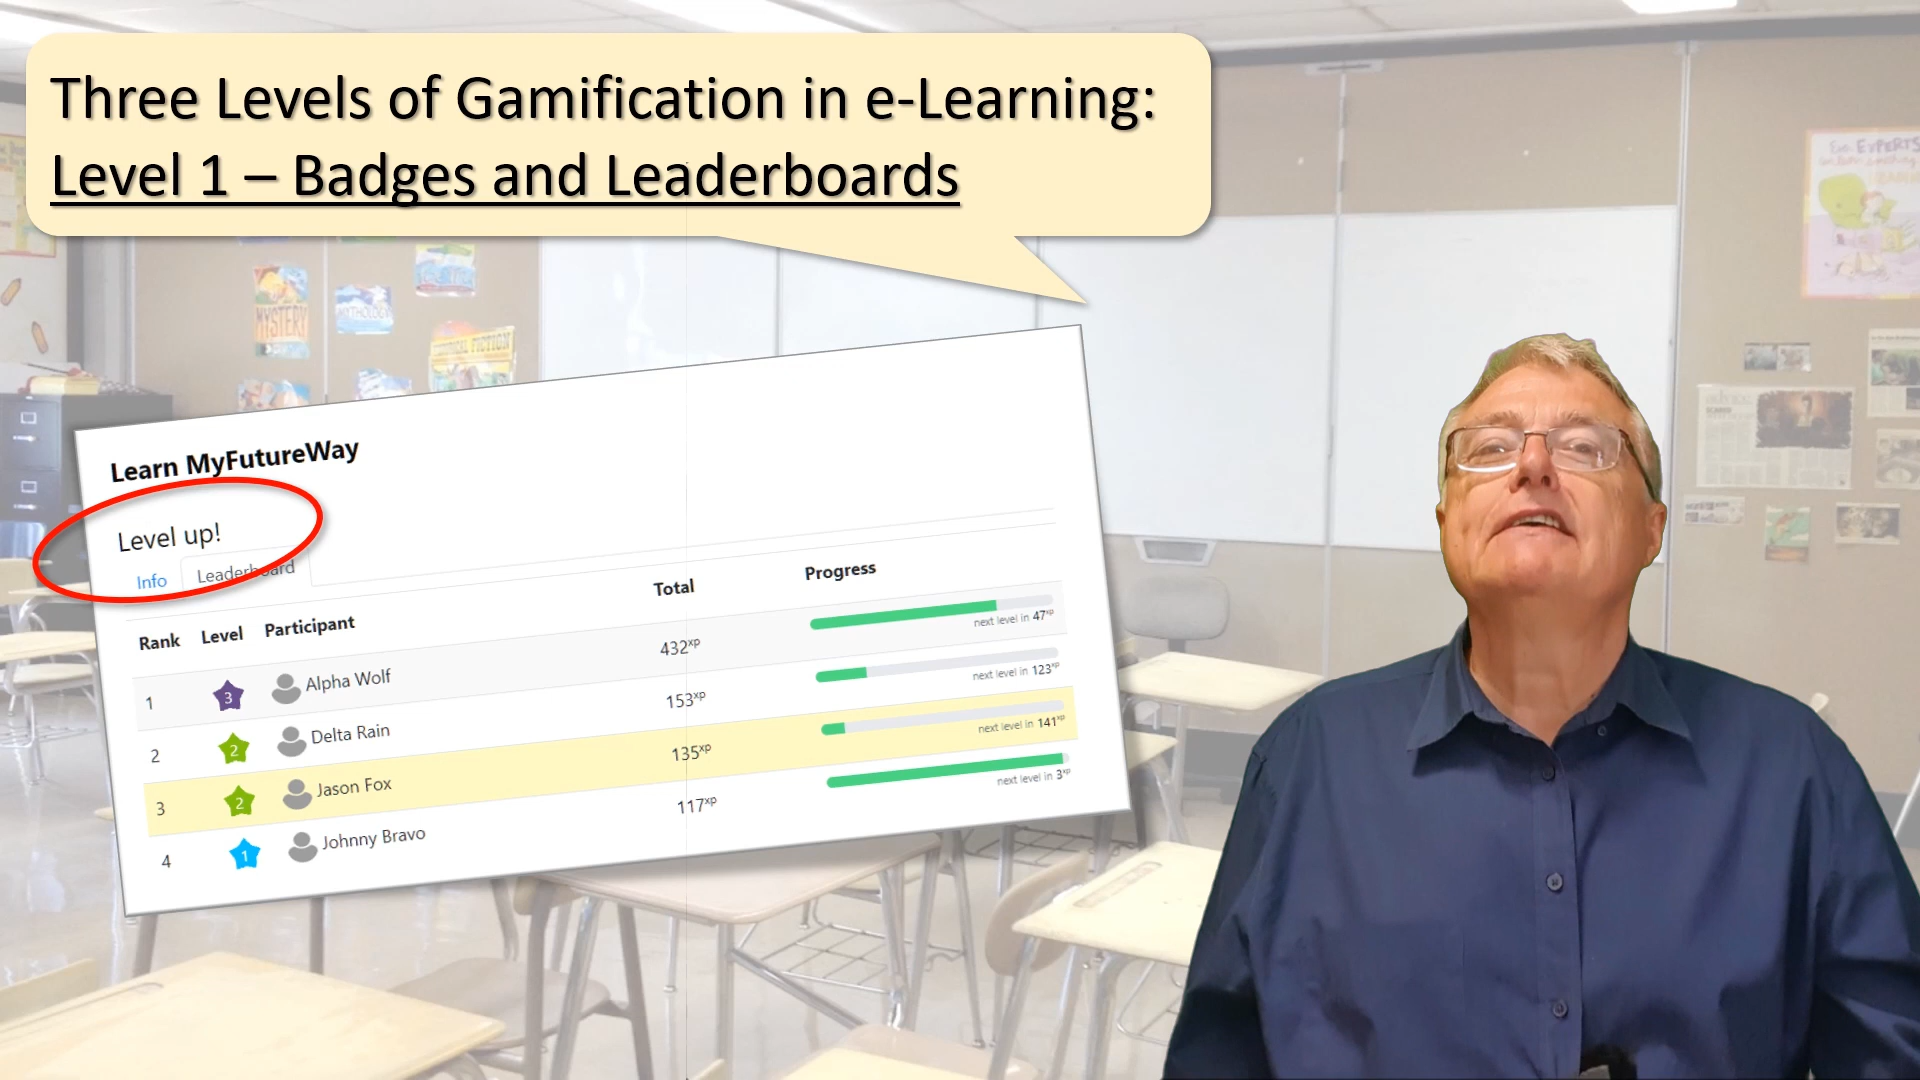 Three Levels of Gamification in e-Learning:
Level 1 – Badges and Leaderboards
MYSTERY
MYTHOLOGY
FICTION
EXPERTS
Learn MyFutureWay
Level up!
Info Leaderboard
Rank Level Participant Total Progress
1 3 Alpha Wolf 432xp next level in 47xp
2 2 Delta Rain 153xp next level in 123xp
3 2 Jason Fox 135xp next level in 141xp
4 1 Johnny Bravo 117xp next level in 3xp